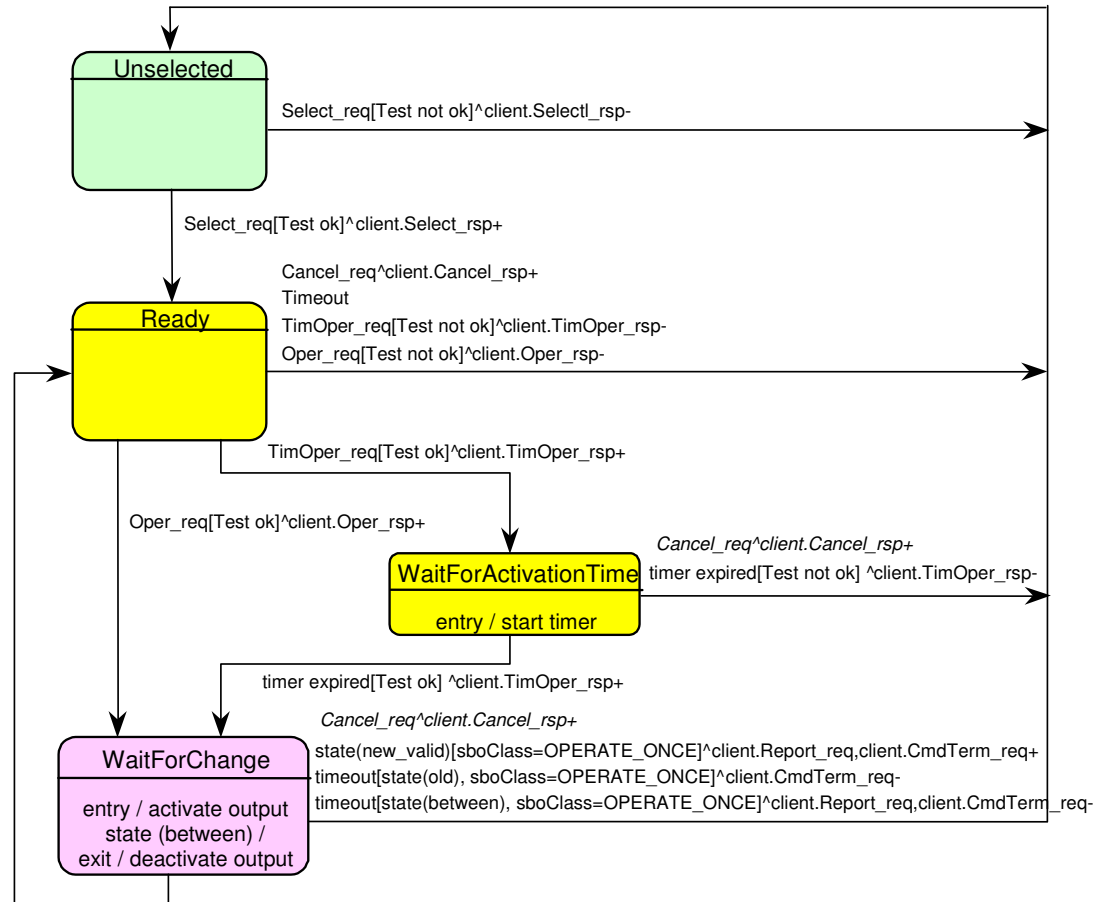 Unselected
Select_req[Test not ok]^client.Selectl_rsp-
Select_req[Test ok]^client.Select_rsp+
Cancel_req^client.Cancel_rsp+
Timeout
TimOper_req[Test not ok]^client.TimOper_rsp-
Oper_req[Test not ok]^client.Oper_rsp-
Ready
TimOper_req[Test ok]^client.TimOper_rsp+
Oper_req[Test ok]^client.Oper_rsp+
Cancel_req^client.Cancel_rsp+
timer expired[Test not ok] ^client.TimOper_rsp-
WaitForActivationTime
entry / start timer
timer expired[Test ok] ^client.TimOper_rsp+
Cancel_req^client.Cancel_rsp+
state(new_valid)[sboClass=OPERATE_ONCE]^client.Report_req,client.CmdTerm_req+
timeout[state(old), sboClass=OPERATE_ONCE]^client.CmdTerm_req-
timeout[state(between), sboClass=OPERATE_ONCE]^client.Report_req,client.CmdTerm_req-
WaitForChange
entry / activate output
state (between) /
exit / deactivate output